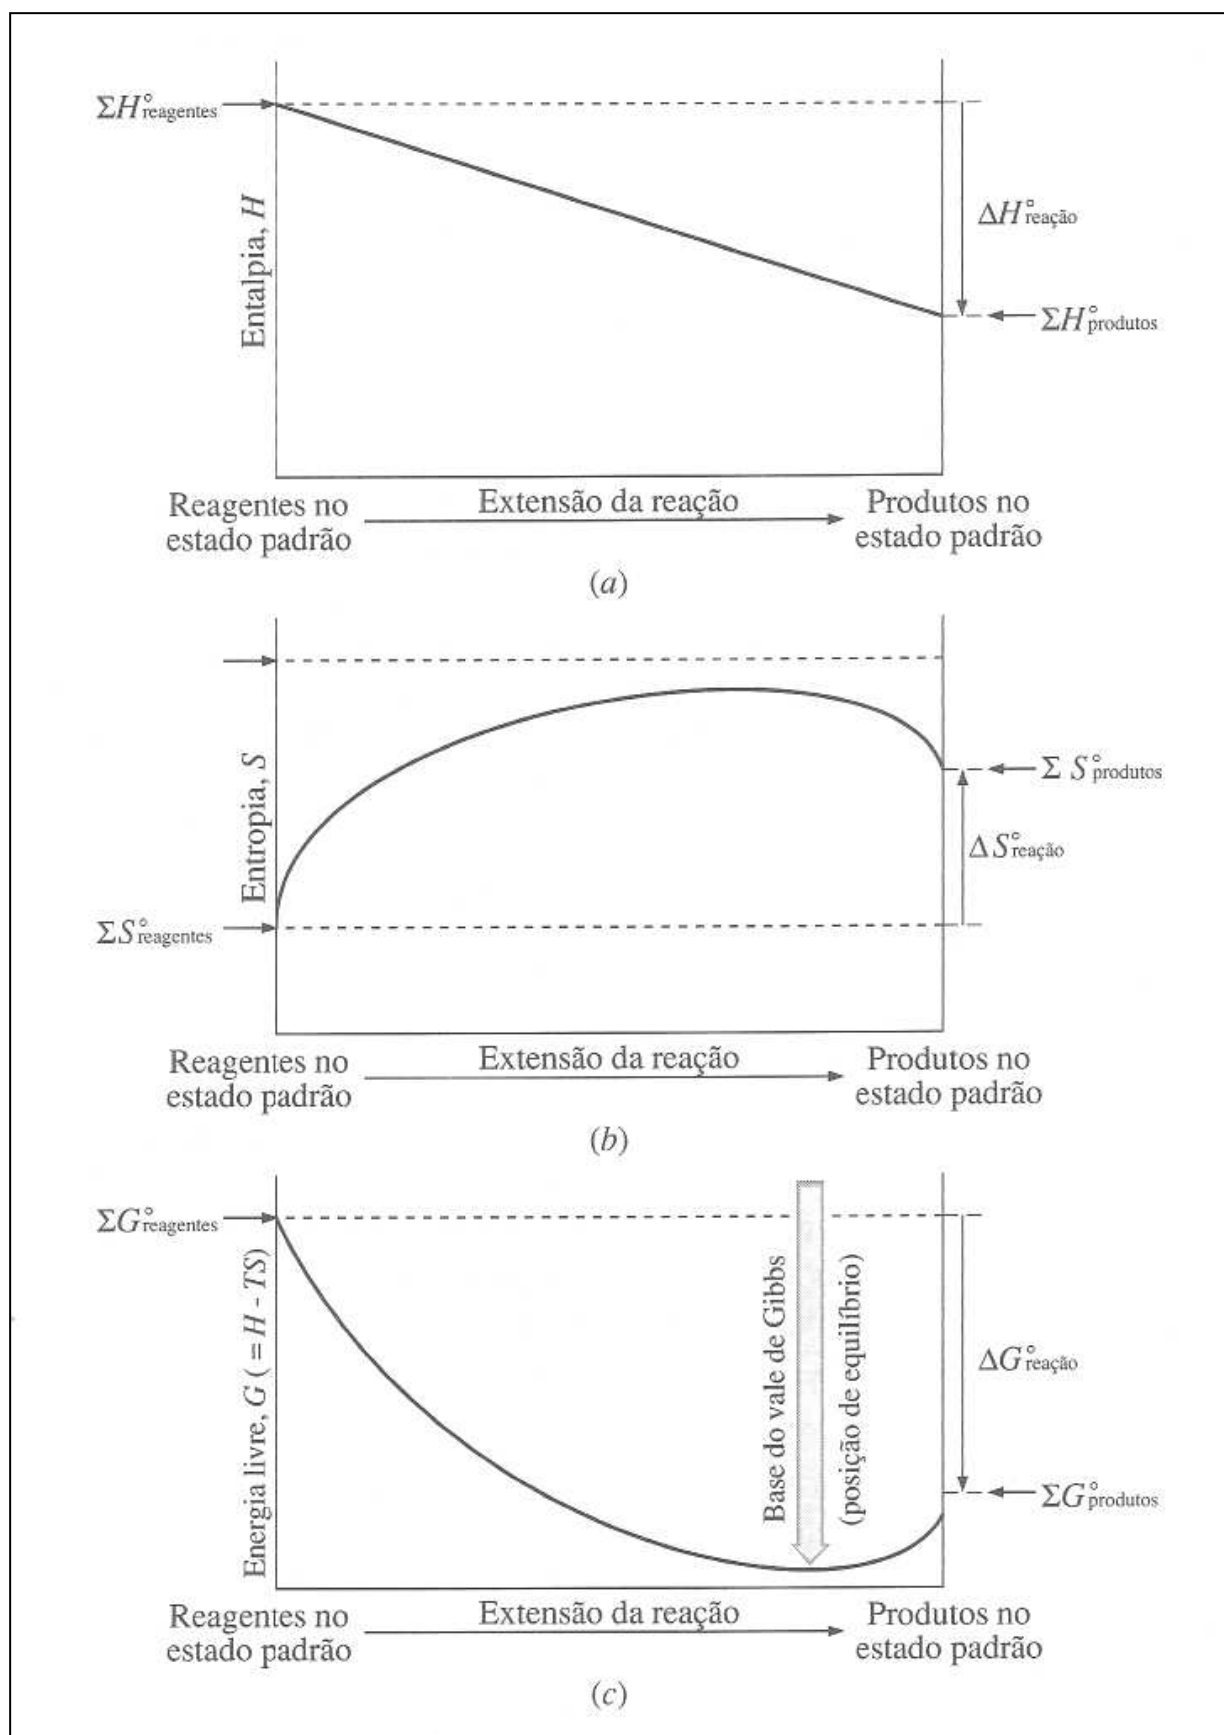 ΣH°reagentes
Entalpia, H
ΔH°reação
ΣH°produtos
Reagentes no estado padrão
Extensão da reação
Produtos no estado padrão
(a)
Entropia, S
Σ S°produtos
ΔS°reação
ΣS°reagentes
Reagentes no estado padrão
Extensão da reação
Produtos no estado padrão
(b)
ΣG°reagentes
Energia livre, G (= H - TS)
Base do vale de Gibbs
(posição de equilíbrio)
ΔG°reação
ΣG°produtos
Reagentes no estado padrão
Extensão da reação
Produtos no estado padrão
(c)